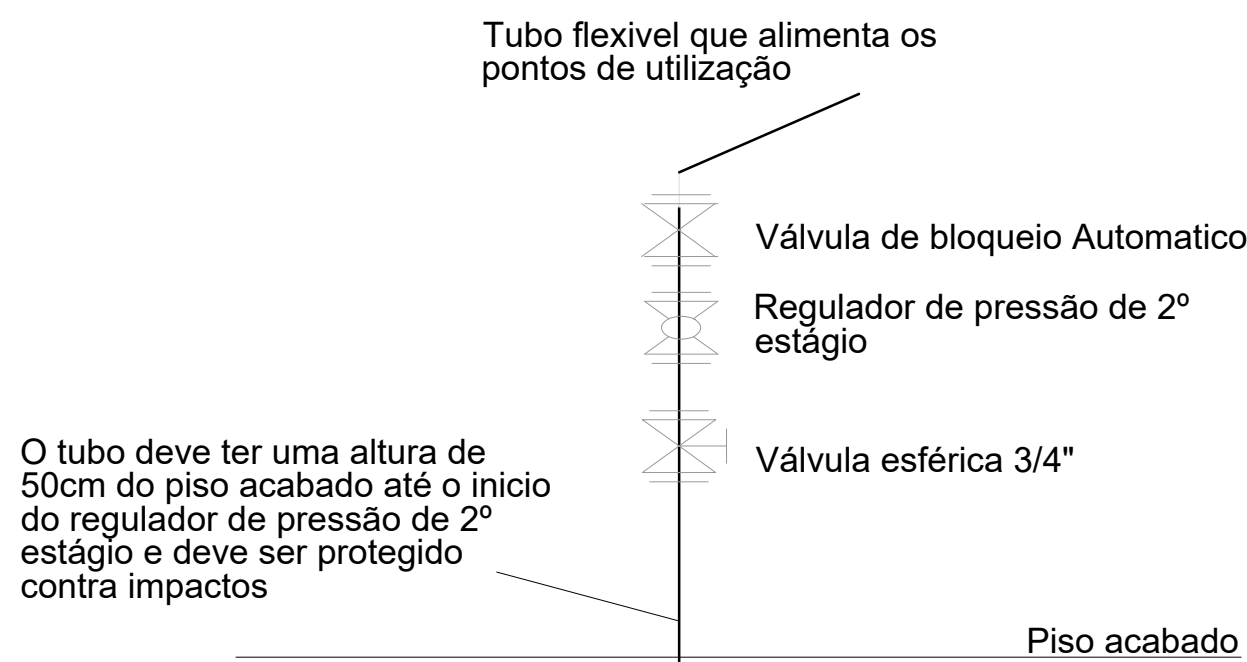 Tubo flexivel que alimenta os
pontos de utilização
Válvula de bloqueio Automatico
Regulador de pressão de 2º
estágio
Válvula esférica 3/4"
O tubo deve ter uma altura de
50cm do piso acabado até o inicio
do regulador de pressão de 2º
estágio e deve ser protegido
contra impactos
Piso acabado